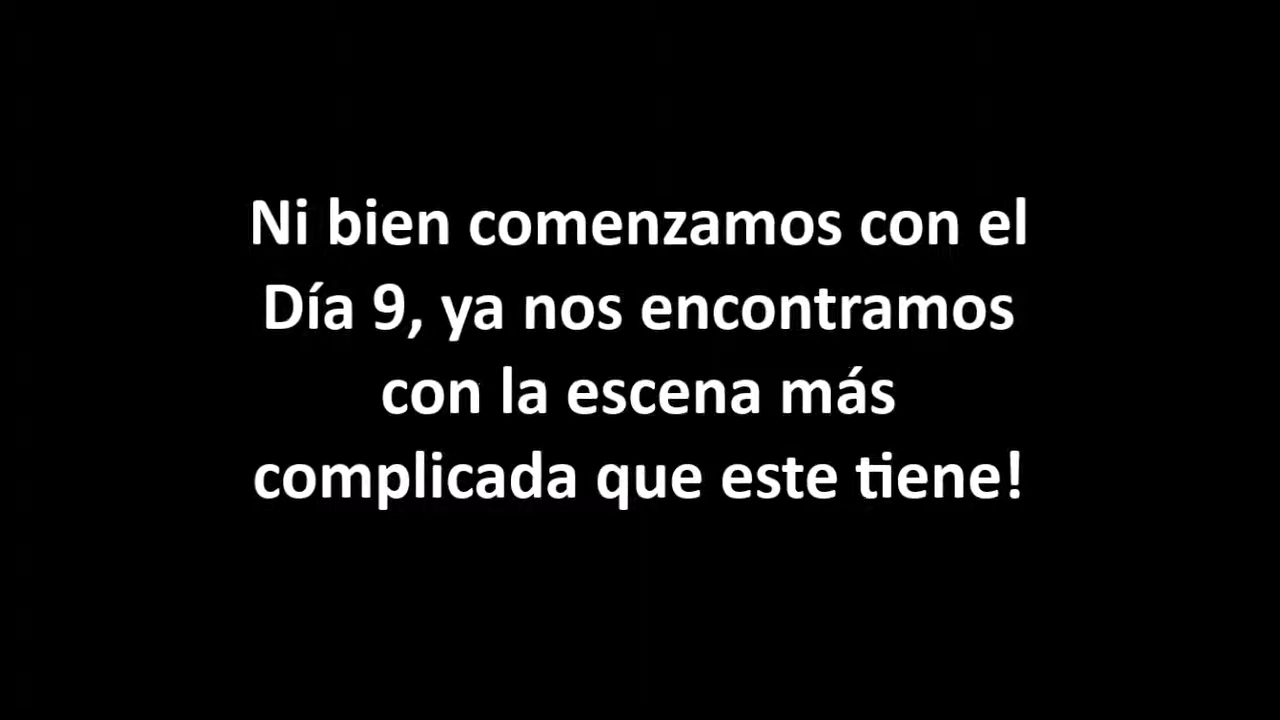 Ni bien comenzamos con el
Día 9, ya nos encontramos
con la escena más
complicada que este tiene!